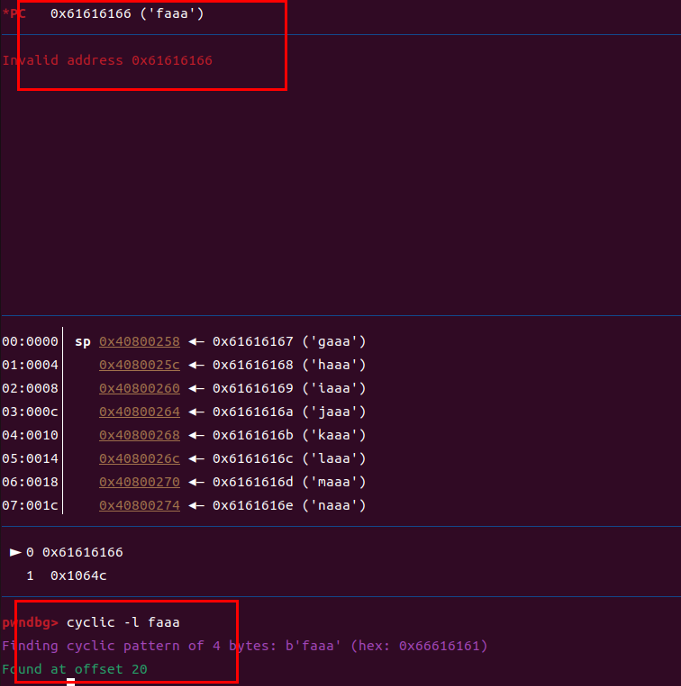 *PC 0x61616166 ('faaa')
Invalid address 0x61616166
00:0000│ sp 0x40800258 ◄— 0x61616167 ('gaaa')
01:0004│ 0x4080025c ◄— 0x61616168 ('haaa')
02:0008│ 0x40800260 ◄— 0x61616169 ('iaaa')
03:000c│ 0x40800264 ◄— 0x6161616a ('jaaa')
04:0010│ 0x40800268 ◄— 0x6161616b ('kaaa')
05:0014│ 0x4080026c ◄— 0x6161616c ('laaa')
06:0018│ 0x40800270 ◄— 0x6161616d ('maaa')
07:001c│ 0x40800274 ◄— 0x6161616e ('naaa')
► 0 0x61616166
1 0x1064c
pwndbg> cyclic -l faaa
Finding cyclic pattern of 4 bytes: b'faaa' (hex: 0x66616161)
Found at offset 20